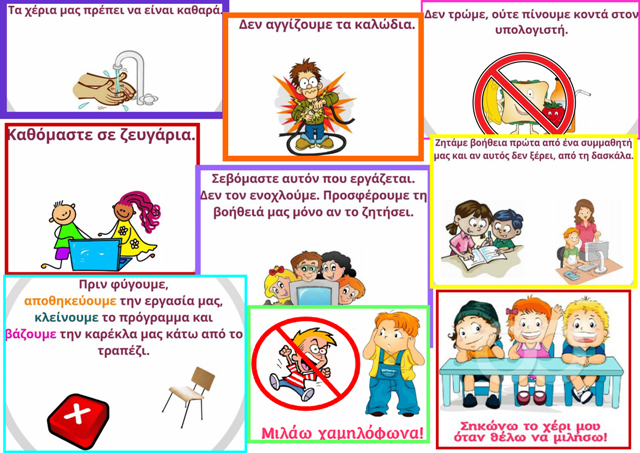 Τα χέρια μας πρέπει να είναι καθαρά.
Δεν αγγίζουμε τα καλώδια.
Δεν τρώμε, ούτε πίνουμε κοντά στον
υπολογιστή.
Καθόμαστε σε ζευγάρια.
Σεβόμαστε αυτόν που εργάζεται.
Δεν τον ενοχλούμε. Προσφέρουμε τη
βοήθειά μας μόνο αν το ζητήσει.
Ζητάμε βοήθεια πρώτα από ένα συμμαθητή
μας και αν αυτός δεν ξέρει, από τη δασκάλα.
Πριν φύγουμε,
αποθηκεύουμε την εργασία μας,
κλείνουμε το πρόγραμμα και
βάζουμε την καρέκλα μας κάτω από το
τραπέζι.
Μιλάω χαμηλόφωνα!
Σηκώνω το χέρι μου
όταν θέλω να μιλήσω!